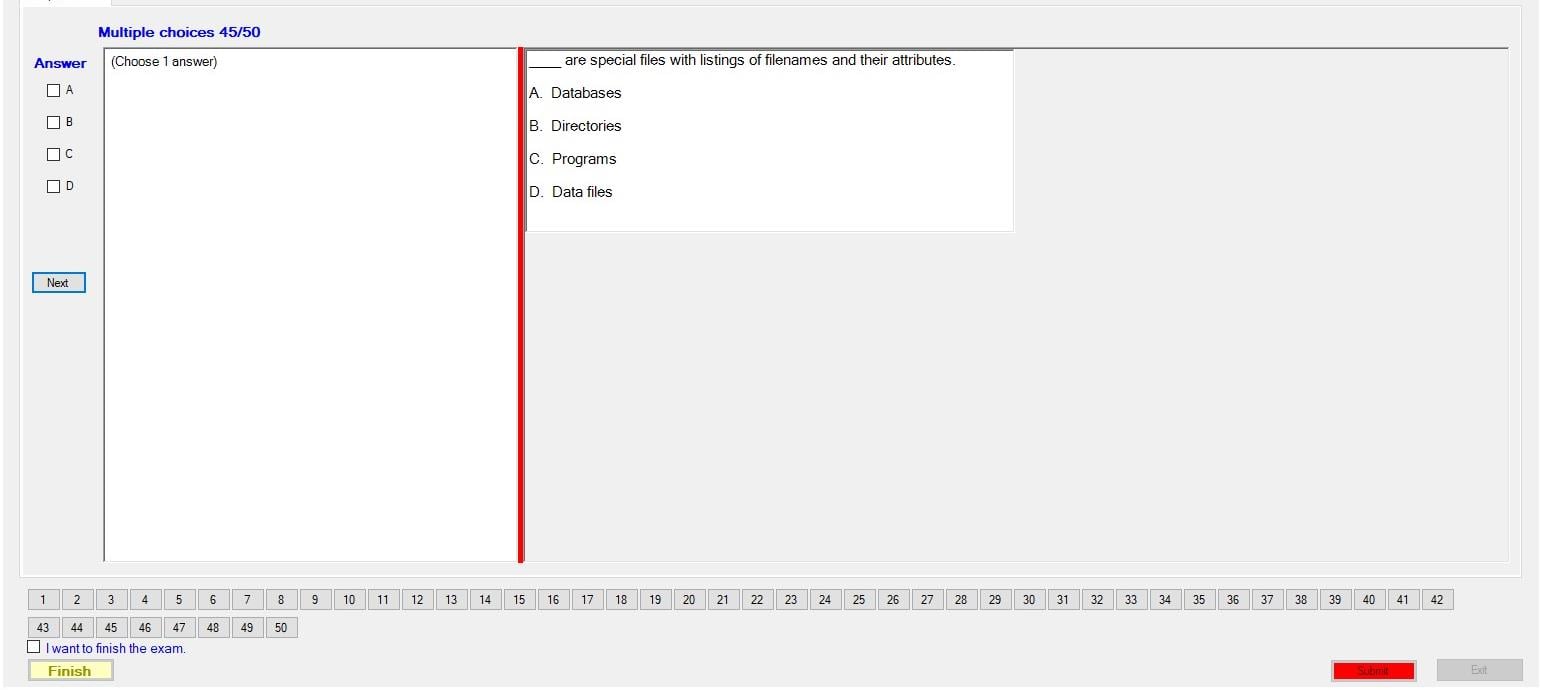 Multiple choices 45/50
Answer
A
B
C
D
Next
(Choose 1 answer)
____ are special files with listings of filenames and their attributes.
A. Databases
B. Directories
C. Programs
D. Data files
1 2 3 4 5 6 7 8 9 10 11 12 13 14 15 16 17 18 19 20 21 22 23 24 25 26 27 28 29 30 31 32 33 34 35 36 37 38 39 40 41 42
43 44 45 46 47 48 49 50
I want to finish the exam.
Finish
Submit
Exit